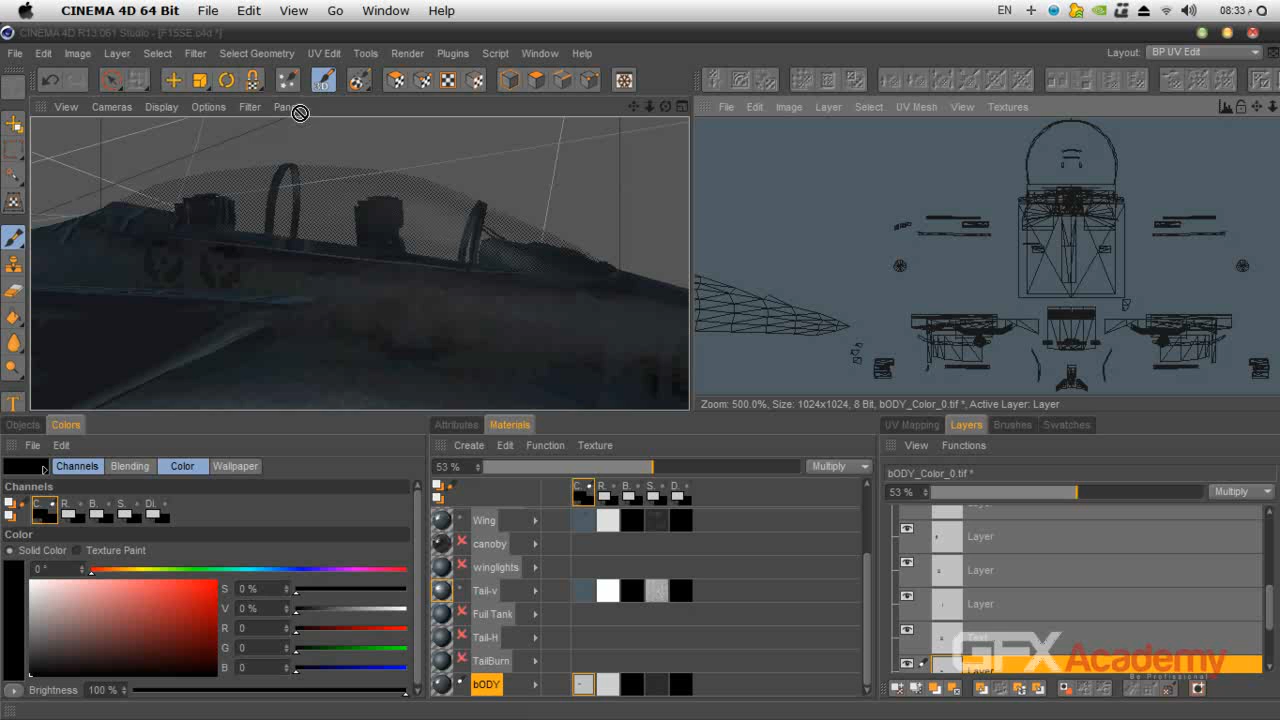 CINEMA 4D 64 Bit File Edit View Go Window Help EN 08:33 م
CINEMA 4D R13.061 Studio - [F15SE.c4d *]
File Edit Image Layer Select Filter Select Geometry UV Edit Tools Render Plugins Script Window Help Layout: BP UV Edit
3D
View Cameras Display Options Filter
File Edit Image Layer Select UV Mesh View Textures
Zoom: 500.0%, Size: 1024x1024, 8 Bit, bODY_Color_0.tif *, Active Layer: Layer
Objects Colors
File Edit
Channels Blending Color Wallpaper
Channels
C. R. B. S. Di.
Color
Solid Color Texture Paint
0 °
S 0 %
V 0 %
R 0
G 0
B 0
Brightness 100 %
Attributes Materials
Create Edit Function Texture
53 % Multiply
C. R. B. S. D.
Wing
canoby
winglights
Tail-v
Full Tank
Tail-H
TailBurn
bODY
UV Mapping Layers Brushes Swatches
View Functions
bODY_Color_0.tif *
53 % Multiply
Layer
Layer
Layer
Text
Layer
GFX Academy
Be Professional